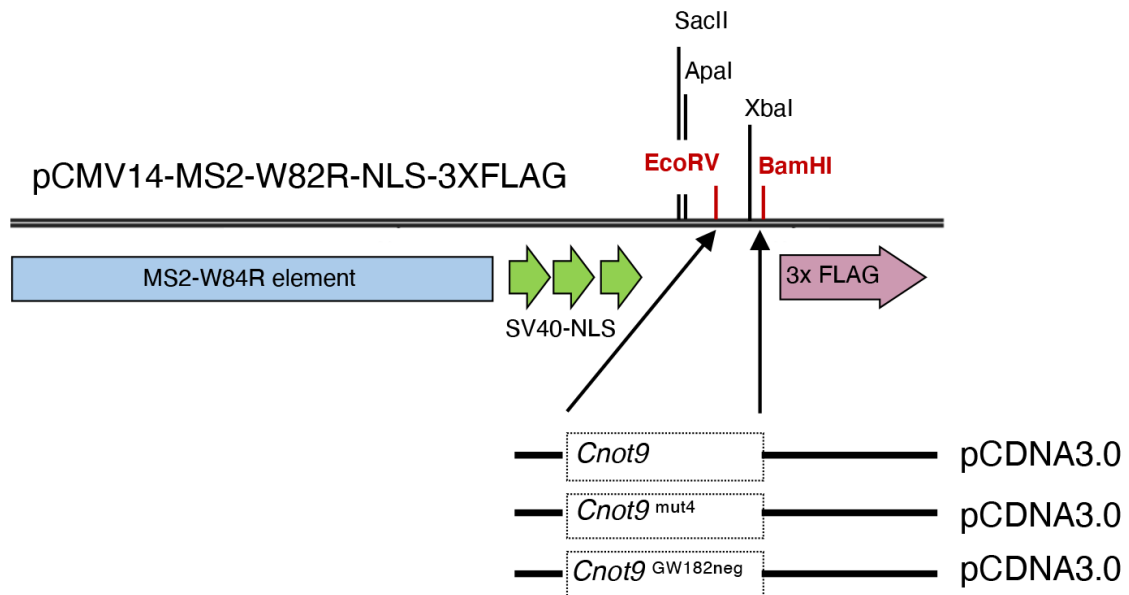 SacII
ApaI
XbaI
EcoRV
BamHI
pCMV14-MS2-W82R-NLS-3XFLAG
MS2-W84R element
3x FLAG
SV40-NLS
Cnot9
pCDNA3.0
Cnot9 mut4
pCDNA3.0
Cnot9 GW182neg
pCDNA3.0